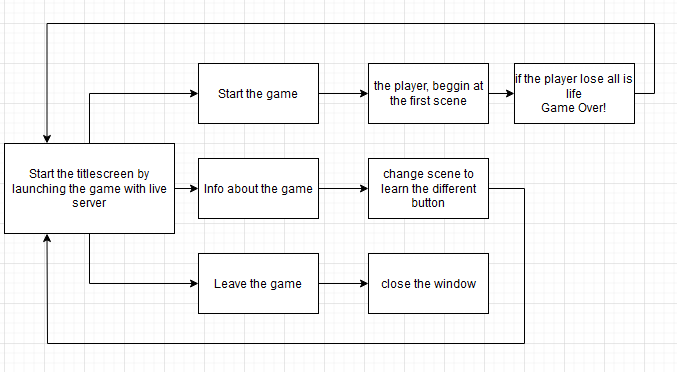 Start the game
the player, beggin at
the first scene
if the player lose all is
life
Game Over!
Start the titlescreen by
launching the game with live
server
Info about the game
change scene to
learn the different
button
Leave the game
close the window